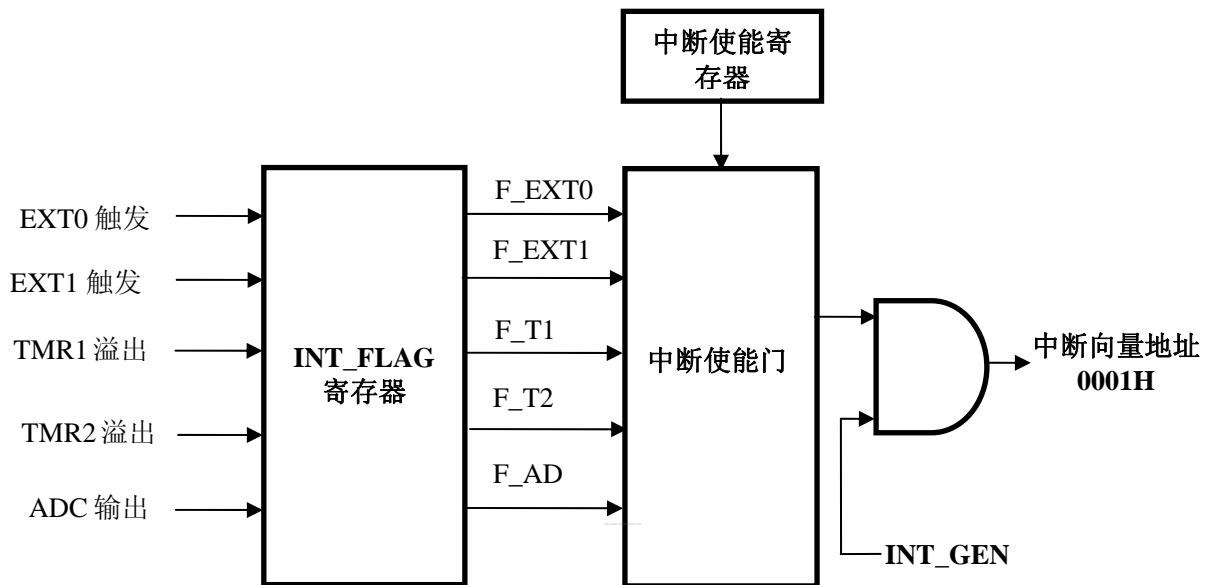 中断使能寄
存器
EXT0 触发
EXT1 触发
TMR1 溢出
TMR2 溢出
ADC 输出
INT_FLAG
寄存器
F_EXT0
F_EXT1
F_T1
F_T2
F_AD
中断使能门
中断向量地址
0001H
INT_GEN